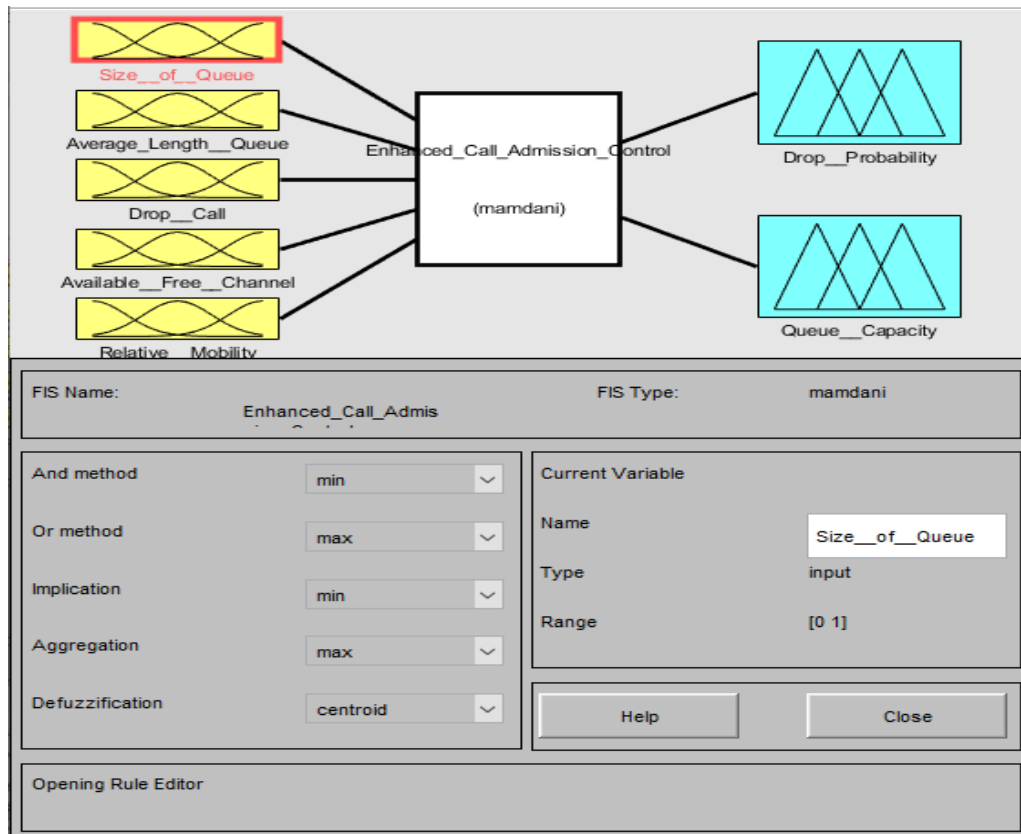 Size__of__Queue
Average_Length__Queue
Drop__Call
Available__Free__Channel
Relative__Mobility
Enhanced_Call_Admission_Control
(mamdani)
Drop__Probability
Queue__Capacity
FIS Name:
Enhanced_Call_Admis
FIS Type:
mamdani
And method
min
Or method
max
Implication
min
Aggregation
max
Defuzzification
centroid
Current Variable
Name
Size__of__Queue
Type
input
Range
[0 1]
Help
Close
Opening Rule Editor